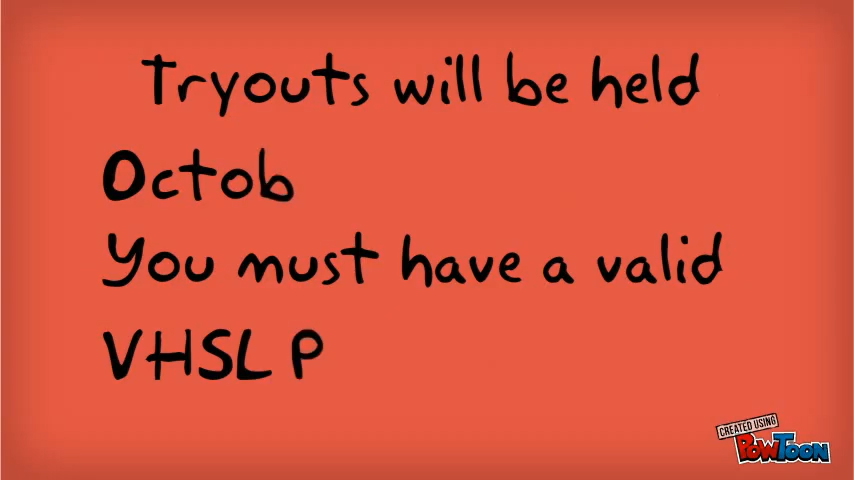 Tryouts will be held
Octob
You must have a valid
VHSL P
CREATED USING
POWTOON